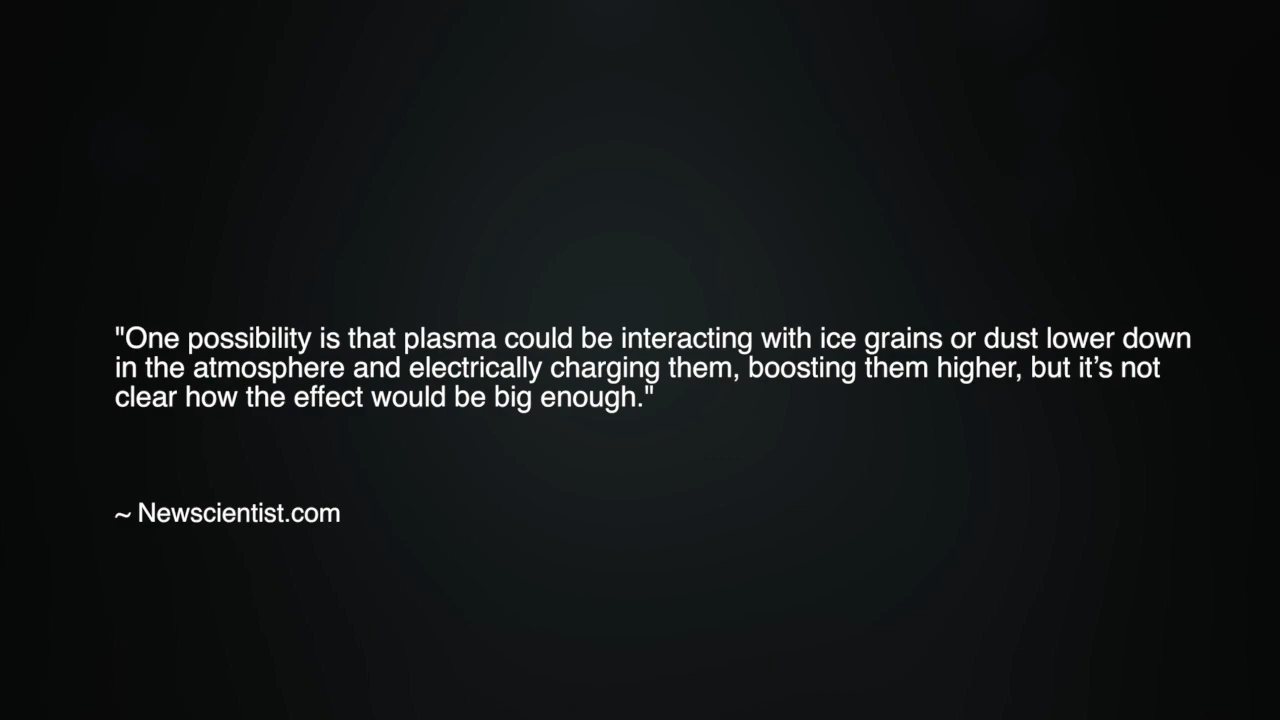 "One possibility is that plasma could be interacting with ice grains or dust lower down
in the atmosphere and electrically charging them, boosting them higher, but it’s not
clear how the effect would be big enough."
~ Newscientist.com